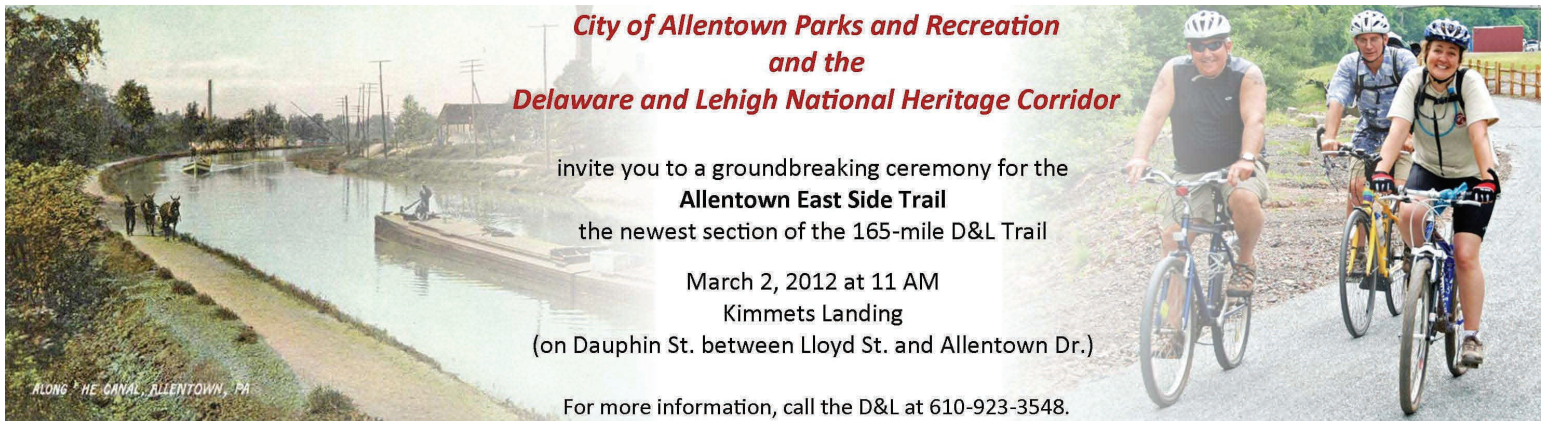 City of Allentown Parks and Recreation
and the
Delaware and Lehigh National Heritage Corridor
invite you to a groundbreaking ceremony for the
Allentown East Side Trail
the newest section of the 165-mile D&L Trail
March 2, 2012 at 11 AM
Kimmets Landing
(on Dauphin St. between Lloyd St. and Allentown Dr.)
For more information, call the D&L at 610-923-3548.
ALONG 'HE CANAL, ALLENTOWN, PA